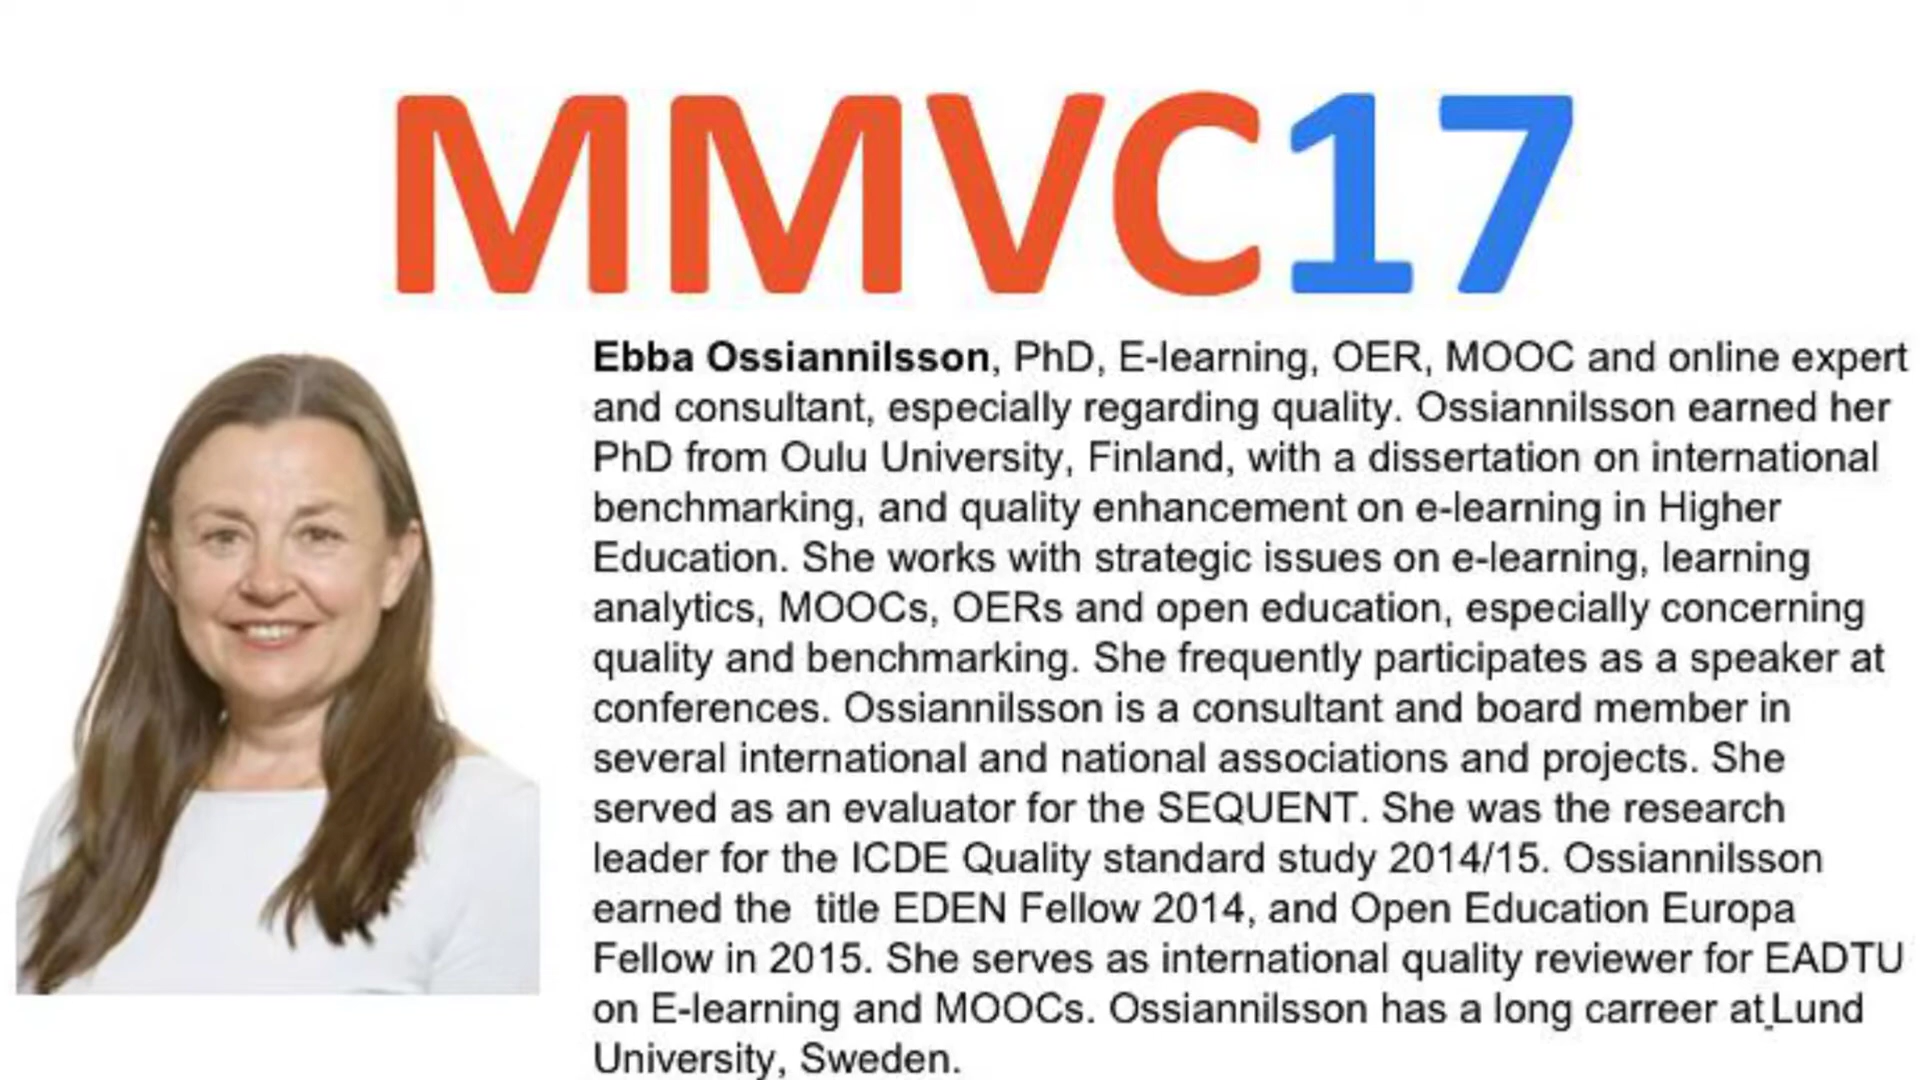 MMVC17
Ebba Ossiannilsson, PhD, E-learning, OER, MOOC and online expert
and consultant, especially regarding quality. Ossiannilsson earned her
PhD from Oulu University, Finland, with a dissertation on international
benchmarking, and quality enhancement on e-learning in Higher
Education. She works with strategic issues on e-learning, learning
analytics, MOOCs, OERs and open education, especially concerning
quality and benchmarking. She frequently participates as a speaker at
conferences. Ossiannilsson is a consultant and board member in
several international and national associations and projects. She
served as an evaluator for the SEQUENT. She was the research
leader for the ICDE Quality standard study 2014/15. Ossiannilsson
earned the  title EDEN Fellow 2014, and Open Education Europa
Fellow in 2015. She serves as international quality reviewer for EADTU
on E-learning and MOOCs. Ossiannilsson has a long carreer at Lund
University, Sweden.